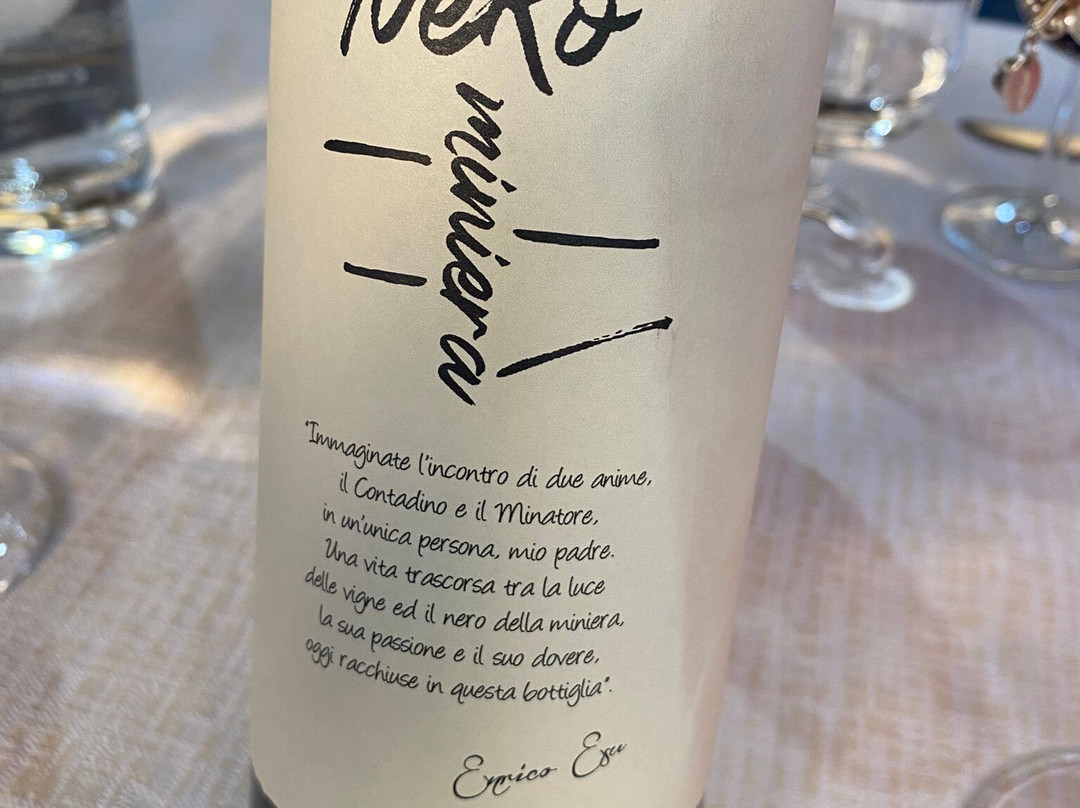 NeRo
miniera
"Immaginate l'incontro di due anime,
il Contadino e il Minatore,
in un'unica persona, mio padre.
Una vita trascorsa tra la luce
delle vigne ed il nero della miniera,
la sua passione e il suo dovere,
oggi racchiuse in questa bottiglia".
Enrico Esu